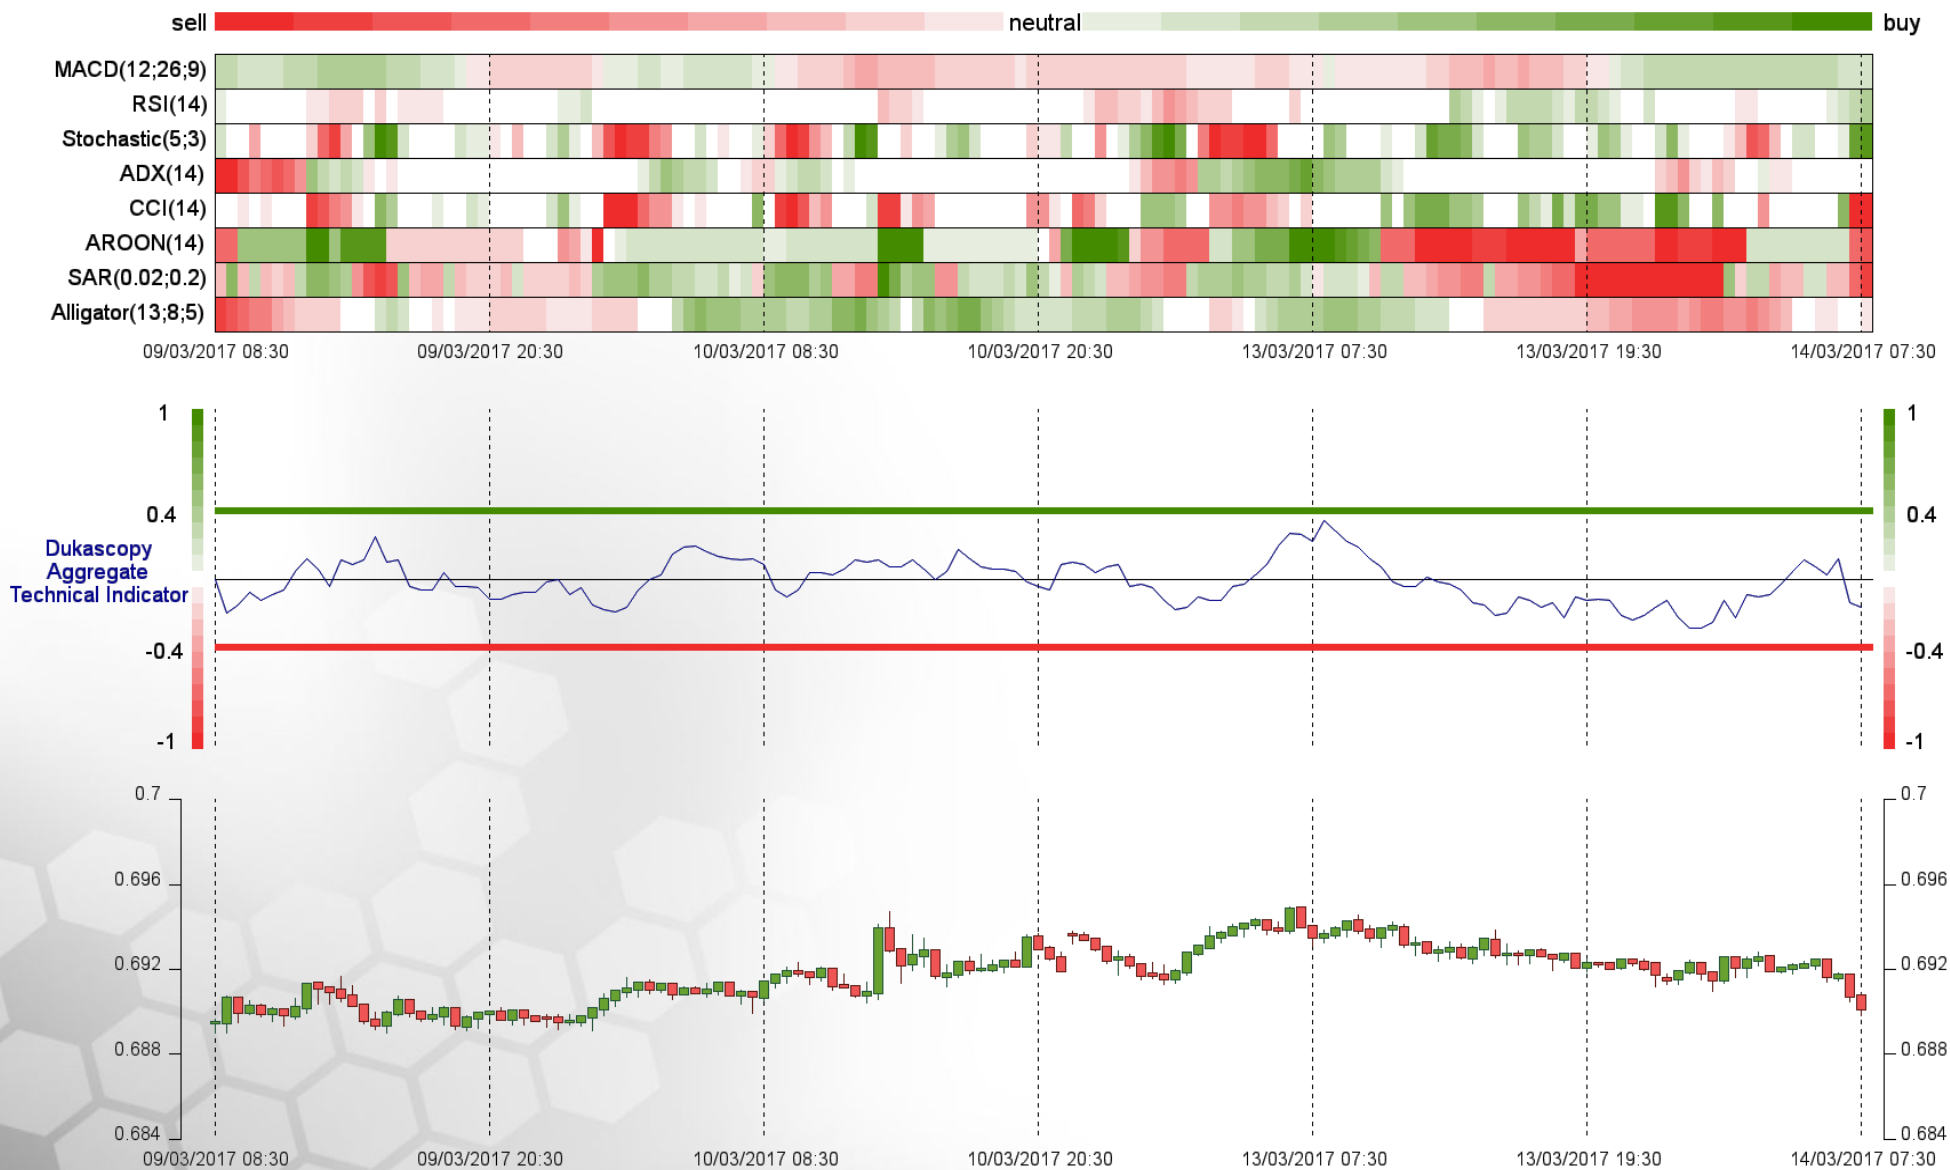 sell neutral buy
MACD(12;26;9)
RSI(14)
Stochastic(5;3)
ADX(14)
CCI(14)
AROON(14)
SAR(0.02;0.2)
Alligator(13;8;5)
09/03/2017 08:30 09/03/2017 20:30 10/03/2017 08:30 10/03/2017 20:30 13/03/2017 07:30 13/03/2017 19:30 14/03/2017 07:30
1 1
0.4 0.4
Dukascopy
Aggregate
Technical Indicator
-0.4 -0.4
-1 -1
0.7 0.7
0.696 0.696
0.692 0.692
0.688 0.688
0.684 0.684
09/03/2017 08:30 09/03/2017 20:30 10/03/2017 08:30 10/03/2017 20:30 13/03/2017 07:30 13/03/2017 19:30 14/03/2017 07:30